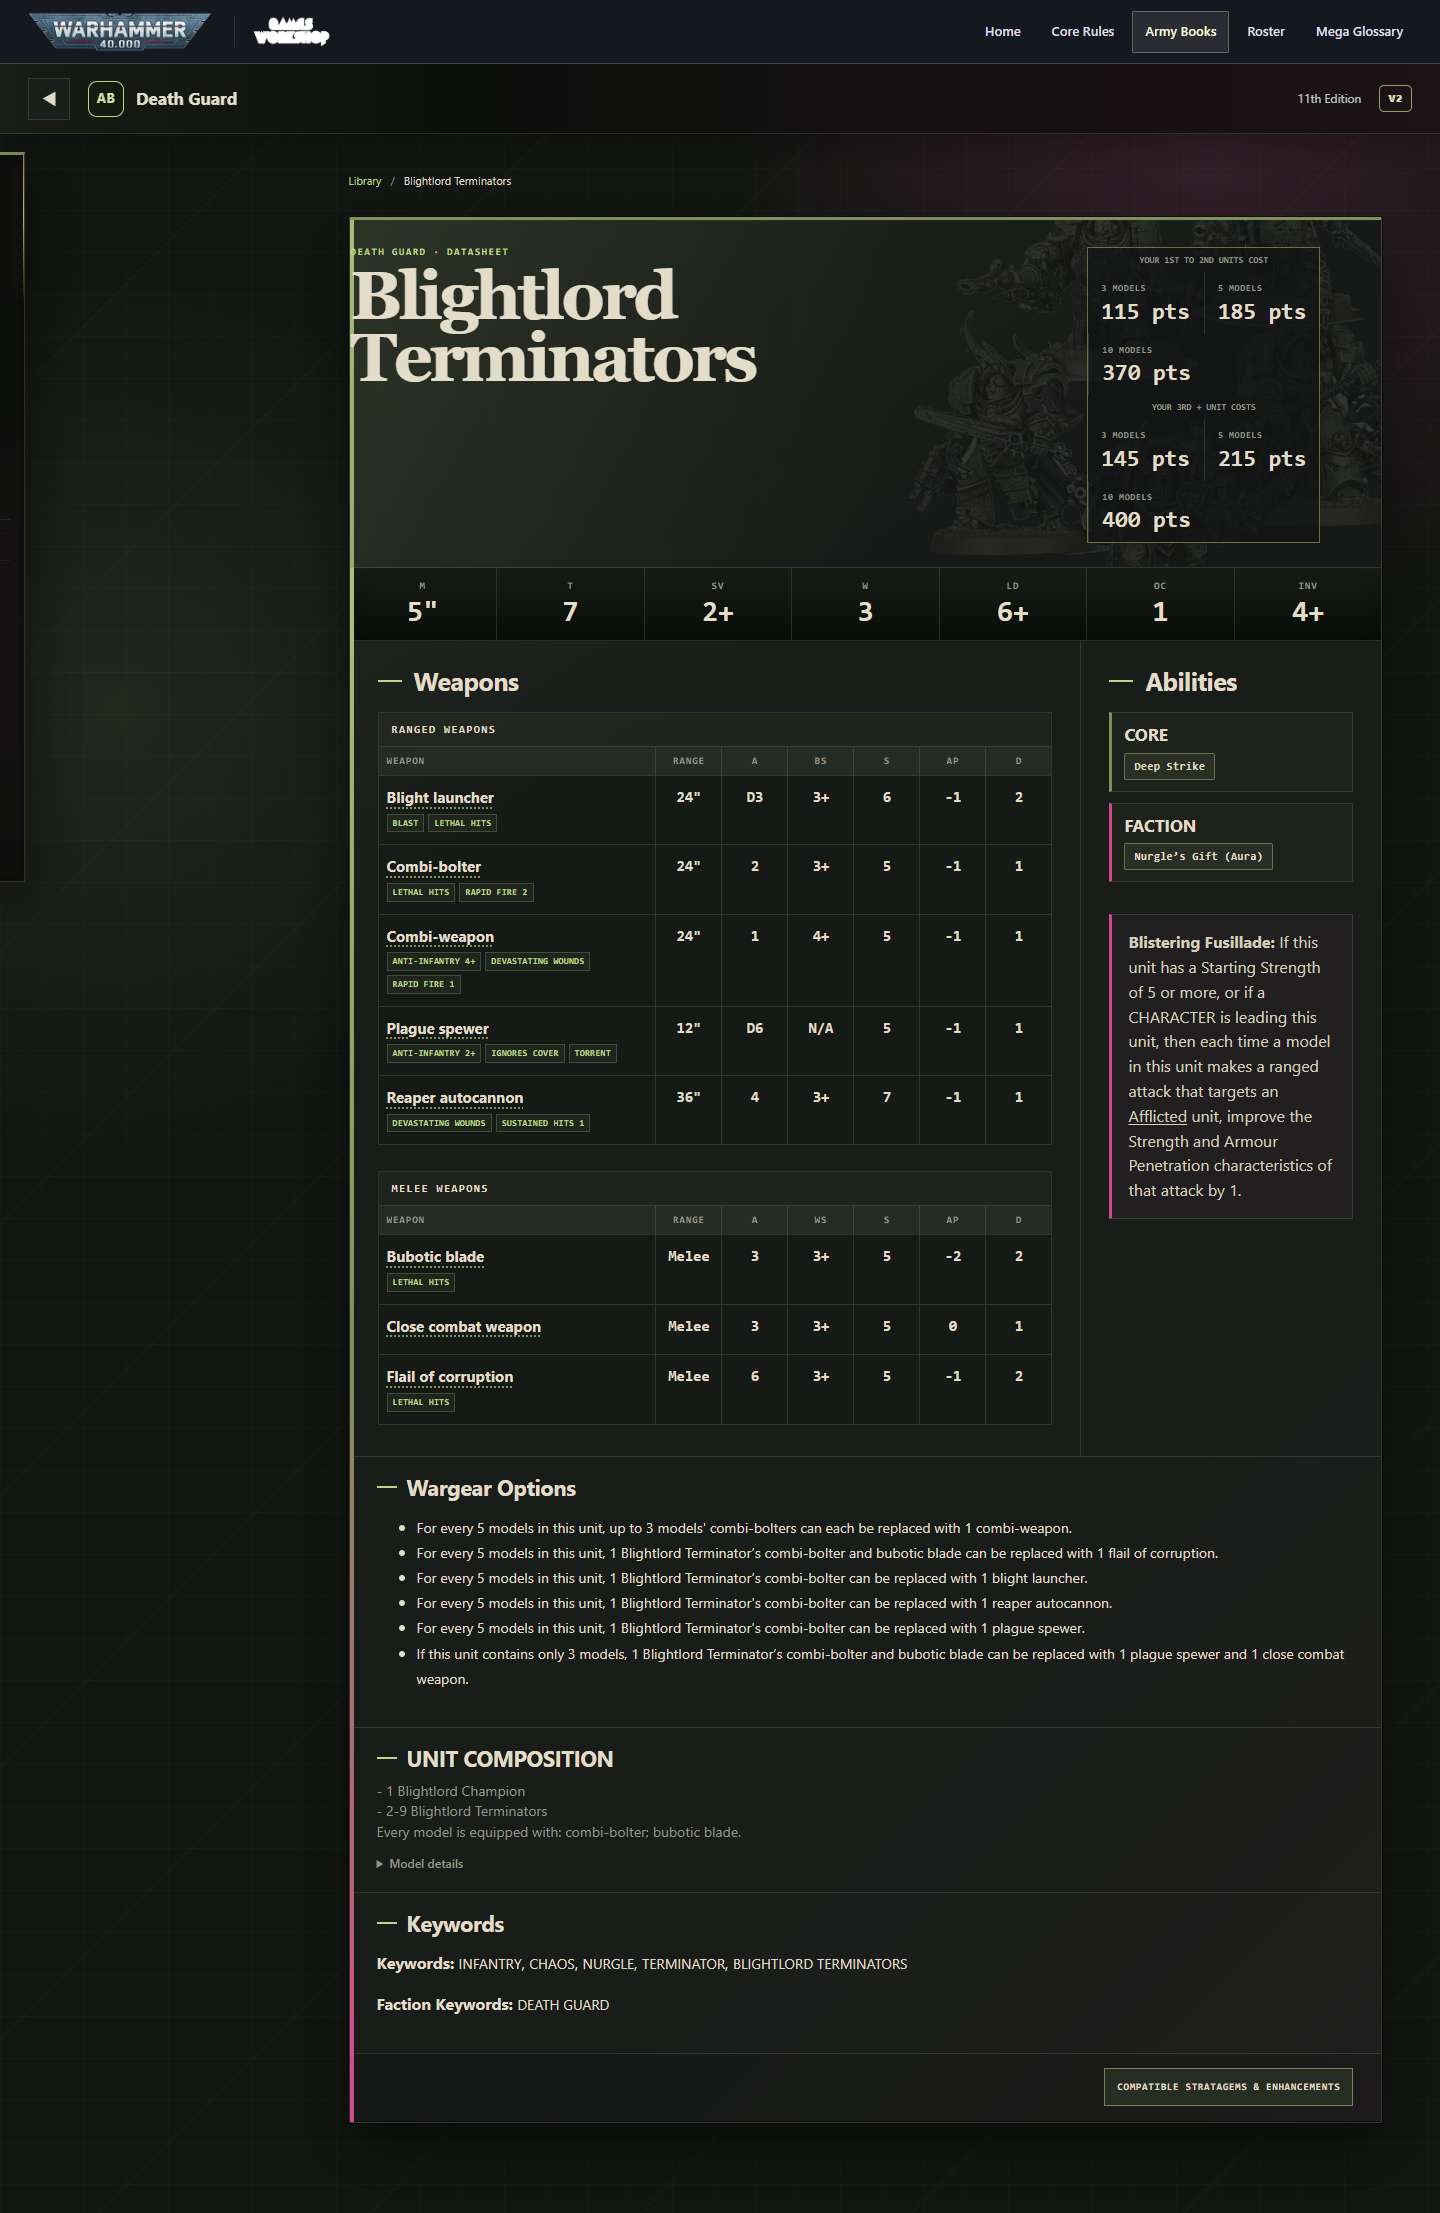 WARHAMMER
40,000
GAMES
WORKSHOP
Home
Core Rules
Army Books
Roster
Mega Glossary
◀
AB
Death Guard
11th Edition
V2
Library / Blightlord Terminators
DEATH GUARD · DATASHEET
Blightlord
Terminators
YOUR 1ST TO 2ND UNITS COST
3 MODELS
115 pts
5 MODELS
185 pts
10 MODELS
370 pts
YOUR 3RD + UNIT COSTS
3 MODELS
145 pts
5 MODELS
215 pts
10 MODELS
400 pts
M T SV W LD OC INV
5" 7 2+ 3 6+ 1 4+
Weapons
RANGED WEAPONS
WEAPON RANGE A BS S AP D
Blight launcher 24" D3 3+ 6 -1 2
BLAST LETHAL HITS
Combi-bolter 24" 2 3+ 5 -1 1
LETHAL HITS RAPID FIRE 2
Combi-weapon 24" 1 4+ 5 -1 1
ANTI-INFANTRY 4+ DEVASTATING WOUNDS
RAPID FIRE 1
Plague spewer 12" D6 N/A 5 -1 1
ANTI-INFANTRY 2+ IGNORES COVER TORRENT
Reaper autocannon 36" 4 3+ 7 -1 1
DEVASTATING WOUNDS SUSTAINED HITS 1
MELEE WEAPONS
WEAPON RANGE A WS S AP D
Bubotic blade Melee 3 3+ 5 -2 2
LETHAL HITS
Close combat weapon Melee 3 3+ 5 0 1
Flail of corruption Melee 6 3+ 5 -1 2
LETHAL HITS
Abilities
CORE
Deep Strike
FACTION
Nurgle's Gift (Aura)
Blistering Fusillade: If this
unit has a Starting Strength
of 5 or more, or if a
CHARACTER is leading this
unit, then each time a model
in this unit makes a ranged
attack that targets an
Afflicted unit, improve the
Strength and Armour
Penetration characteristics of
that attack by 1.
Wargear Options
• For every 5 models in this unit, up to 3 models' combi-bolters can each be replaced with 1 combi-weapon.
• For every 5 models in this unit, 1 Blightlord Terminator's combi-bolter and bubotic blade can be replaced with 1 flail of corruption.
• For every 5 models in this unit, 1 Blightlord Terminator's combi-bolter can be replaced with 1 blight launcher.
• For every 5 models in this unit, 1 Blightlord Terminator's combi-bolter can be replaced with 1 reaper autocannon.
• For every 5 models in this unit, 1 Blightlord Terminator's combi-bolter can be replaced with 1 plague spewer.
• If this unit contains only 3 models, 1 Blightlord Terminator's combi-bolter and bubotic blade can be replaced with 1 plague spewer and 1 close combat
weapon.
UNIT COMPOSITION
- 1 Blightlord Champion
- 2-9 Blightlord Terminators
Every model is equipped with: combi-bolter; bubotic blade.
▶ Model details
Keywords
Keywords: INFANTRY, CHAOS, NURGLE, TERMINATOR, BLIGHTLORD TERMINATORS
Faction Keywords: DEATH GUARD
COMPATIBLE STRATAGEMS & ENHANCEMENTS